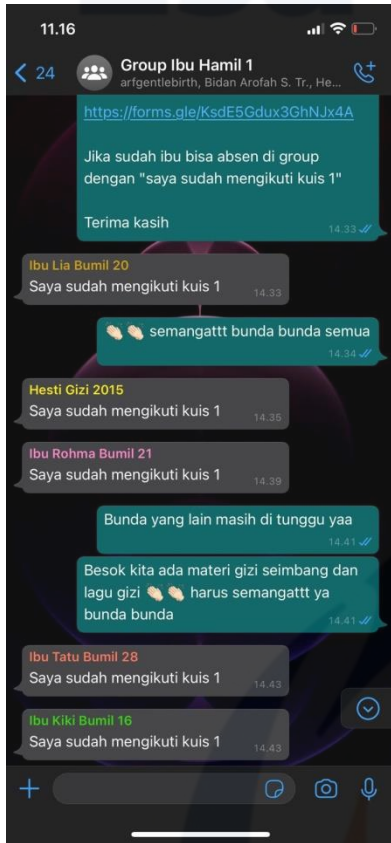 11.16
24
Group Ibu Hamil 1
arfgentlebirth, Bidan Arofah S. Tr., He...
https://forms.gle/KsdE5Gdux3GhNJx4A
Jika sudah ibu bisa absen di group
dengan "saya sudah mengikuti kuis 1"
Terima kasih
14.33
Ibu Lia Bumil 20
Saya sudah mengikuti kuis 1
14.33
👏🏻 👏🏻 semangattt bunda bunda semua
14.34
Hesti Gizi 2015
Saya sudah mengikuti kuis 1
14.35
Ibu Rohma Bumil 21
Saya sudah mengikuti kuis 1
14.39
Bunda yang lain masih di tunggu yaa
14.41
Besok kita ada materi gizi seimbang dan
lagu gizi 👏🏻 👏🏻 harus semangattt ya
bunda bunda
14.41
Ibu Tatu Bumil 28
Saya sudah mengikuti kuis 1
14.43
Ibu Kiki Bumil 16
Saya sudah mengikuti kuis 1
14.43